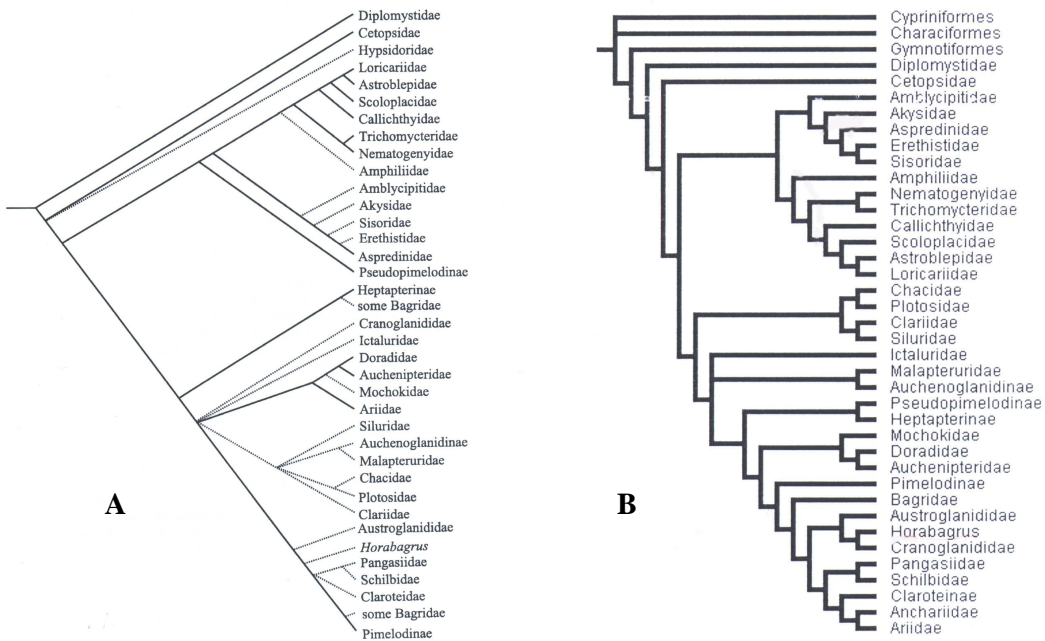 Diplomystidae
Cetopsidae
Hypsidoridae
Loricariidae
Astroblepidae
Scoloplacidae
Callichthyidae
Trichomycteridae
Nematogenyidae
Amphiliidae
Amblycipitidae
Akysidae
Sisoridae
Erethistidae
Aspredinidae
Pseudopimelodinae
Heptapterinae
some Bagridae
Cranoglanididae
Ictaluridae
Doradidae
Auchenipteridae
Mochokidae
Ariidae
Siluridae
Auchenoglanidinae
Malapteruridae
Chacidae
Plotosidae
Clariidae
Austroglanididae
Horabagrus
Pangasiidae
Schilbidae
Claroteidae
some Bagridae
Pimelodinae
A
Cypriniformes
Characiformes
Gymnotiformes
Diplomystidae
Cetopsidae
Amblycipitidae
Akysidae
Aspredinidae
Erethistidae
Sisoridae
Amphiliidae
Nematogenyidae
Trichomycteridae
Callichthyidae
Scoloplacidae
Astroblepidae
Loricariidae
Chacidae
Plotosidae
Clariidae
Siluridae
Ictaluridae
Malapteruridae
Auchenoglanidinae
Pseudopimelodinae
Heptapterinae
Mochokidae
Doradidae
Auchenipteridae
Pimelodinae
Bagridae
Austroglanididae
Horabagrus
Cranoglanididae
Pangasiidae
Schilbidae
Claroteinae
Anchariidae
Ariidae
B